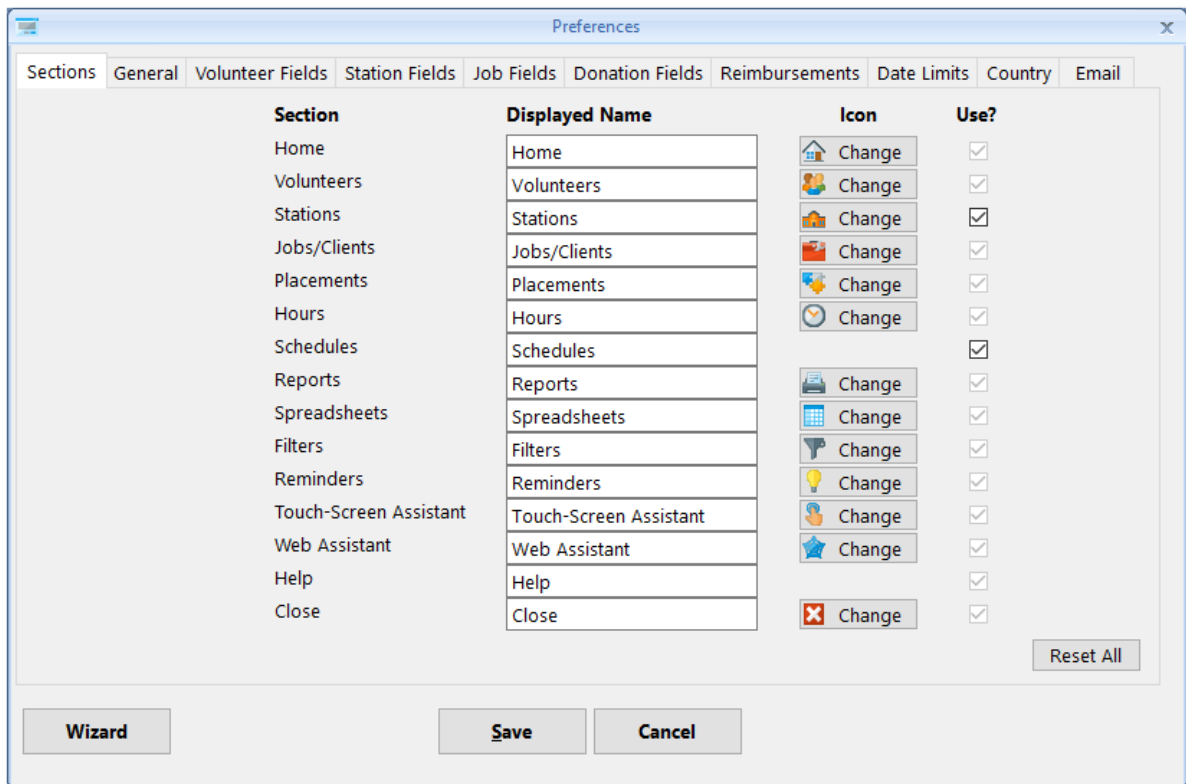 Preferences
Sections General Volunteer Fields Station Fields Job Fields Donation Fields Reimbursements Date Limits Country Email
Section Displayed Name Icon Use?
Home Home Change
Volunteers Volunteers Change
Stations Stations Change
Jobs/Clients Jobs/Clients Change
Placements Placements Change
Hours Hours Change
Schedules Schedules
Reports Reports Change
Spreadsheets Spreadsheets Change
Filters Filters Change
Reminders Reminders Change
Touch-Screen Assistant Touch-Screen Assistant Change
Web Assistant Web Assistant Change
Help Help
Close Close Change
Reset All
Wizard Save Cancel